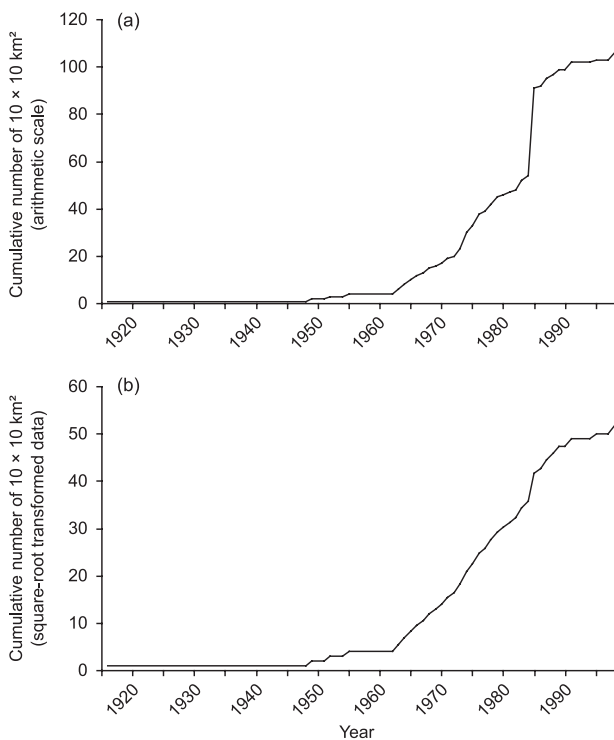 (a)
Cumulative number of 10 × 10 km²
(arithmetic scale)
120
100
80
60
40
20
0
1920 1930 1940 1950 1960 1970 1980 1990
(b)
Cumulative number of 10 × 10 km²
(square-root transformed data)
60
50
40
30
20
10
0
1920 1930 1940 1950 1960 1970 1980 1990
Year